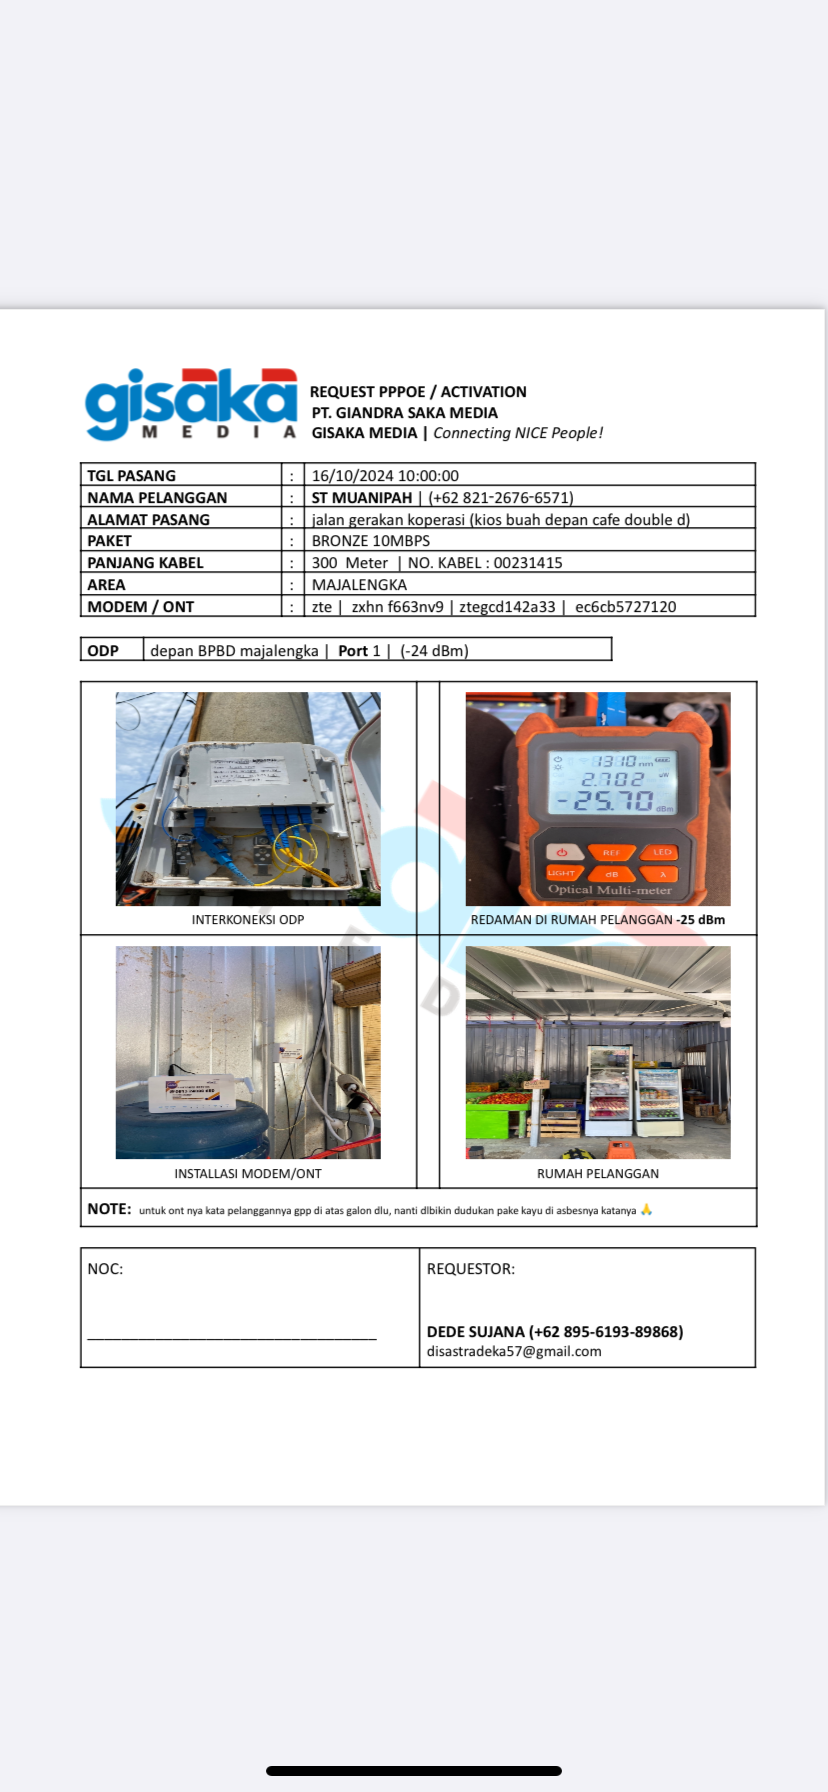 gisaka
MEDIA
REQUEST PPPOE / ACTIVATION
PT. GIANDRA SAKA MEDIA
GISAKA MEDIA | Connecting NICE People!
TGL PASANG : 16/10/2024 10:00:00
NAMA PELANGGAN : ST MUANIPAH | (+62 821-2676-6571)
ALAMAT PASANG : jalan gerakan koperasi (kios buah depan cafe double d)
PAKET : BRONZE 10MBPS
PANJANG KABEL : 300 Meter | NO. KABEL : 00231415
AREA : MAJALENGKA
MODEM / ONT : zte | zxhn f663nv9 | ztegcd142a33 | ec6cb5727120
ODP depan BPBD majalengka | Port 1 | (-24 dBm)
1310 nm
2.702 uW
-25.70 dBm
REF LED
LIGHT dB λ
Optical Multi-meter
INTERKONEKSI ODP
REDAMAN DI RUMAH PELANGGAN -25 dBm
INSTALLASI MODEM/ONT
RUMAH PELANGGAN
NOTE: untuk ont nya kata pelanggannya gpp di atas galon dlu, nanti dIbikin dudukan pake kayu di asbesnya katanya 🙏
NOC:
REQUESTOR:
DEDE SUJANA (+62 895-6193-89868)
disastradeka57@gmail.com